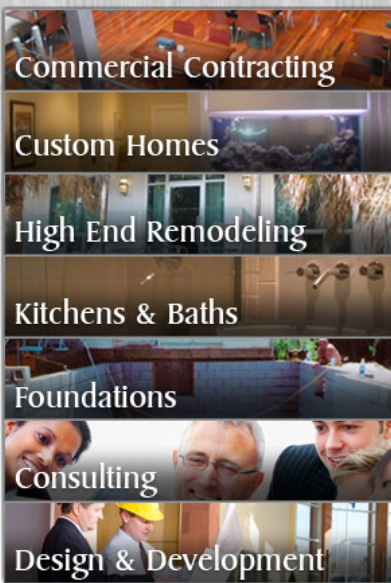 Commercial Contracting
Custom Homes
High End Remodeling
Kitchens & Baths
Foundations
Consulting
Design & Development